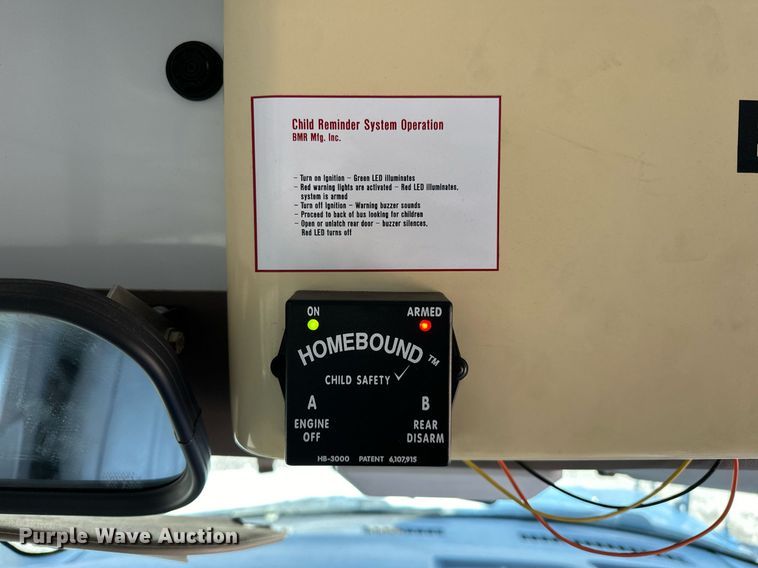 Child Reminder System Operation
BMR Mfg. Inc.
– Turn on Ignition – Green LED illuminates
– Red warning lights are activated – Red LED illuminates,
system is armed
– Turn off Ignition – Warning buzzer sounds
– Proceed to back of bus looking for children
– Open or unlatch rear door – buzzer silences,
Red LED turns off
ON ARMED
HOMEBOUND™
CHILD SAFETY ✓
A B
ENGINE REAR
OFF DISARM
HB-3000 PATENT 6,107,915
Purple Wave Auction